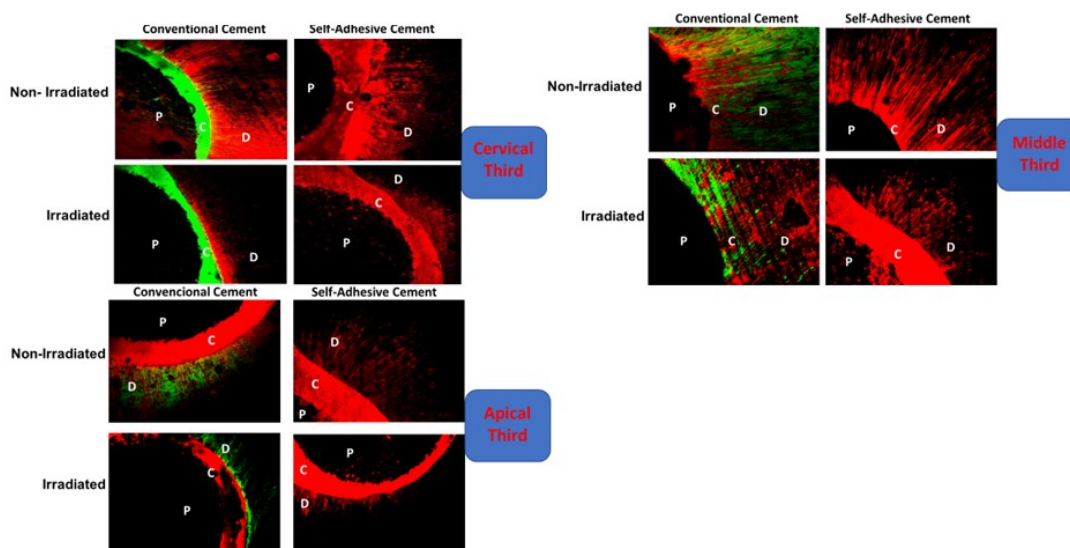 Conventional Cement Self-Adhesive Cement
Non- Irradiated
P C D
P C D
Cervical
Third
Irradiated
P C D
P C D
Convencional Cement Self-Adhesive Cement
Non-Irradiated
P C D
D C P
Apical
Third
Irradiated
D C P
P C D
Conventional Cement Self-Adhesive Cement
Non-Irradiated
P C D
P C D
Middle
Third
Irradiated
P C D
P C D